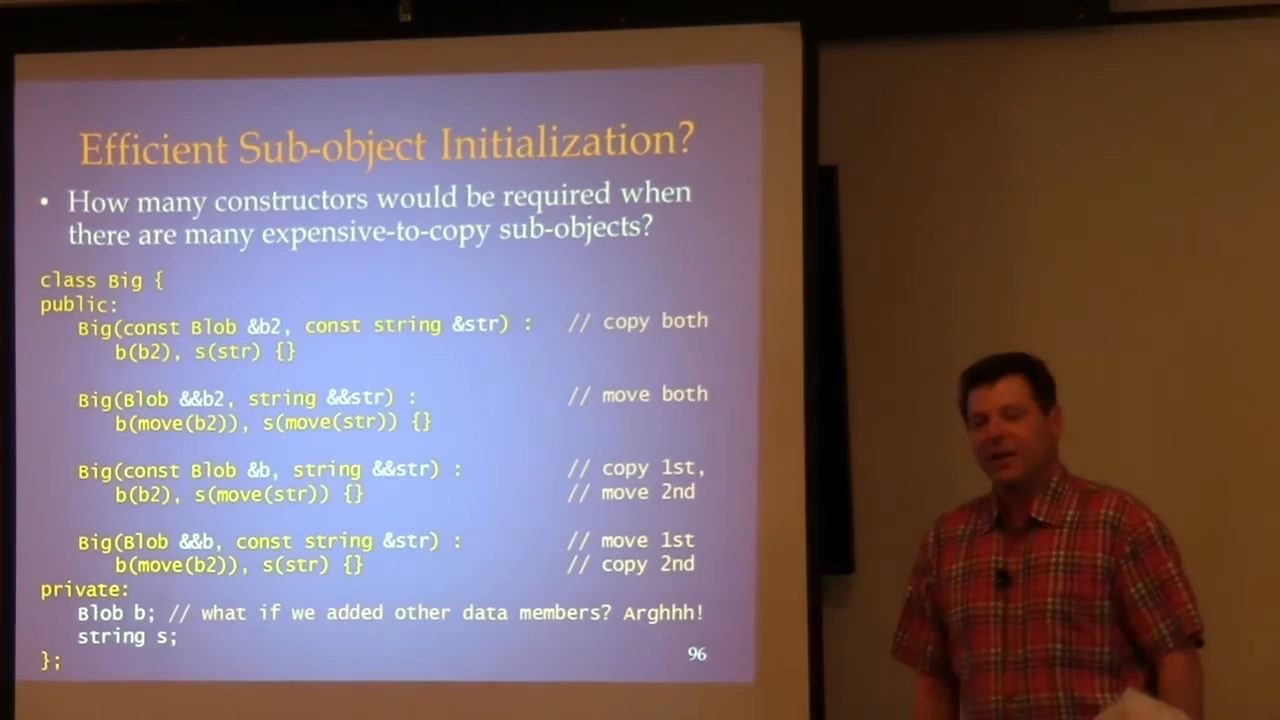 Efficient Sub-object Initialization?
• How many constructors would be required when
there are many expensive-to-copy sub-objects?
class Big {
public:
Big(const Blob &b2, const string &str) : // copy both
b(b2), s(str) {}
Big(Blob &&b2, string &&str) : // move both
b(move(b2)), s(move(str)) {}
Big(const Blob &b, string &&str) : // copy 1st,
b(b2), s(move(str)) {} // move 2nd
Big(Blob &&b, const string &str) : // move 1st
b(move(b2)), s(str) {} // copy 2nd
private:
Blob b; // what if we added other data members? Arghhh!
string s;
};
96